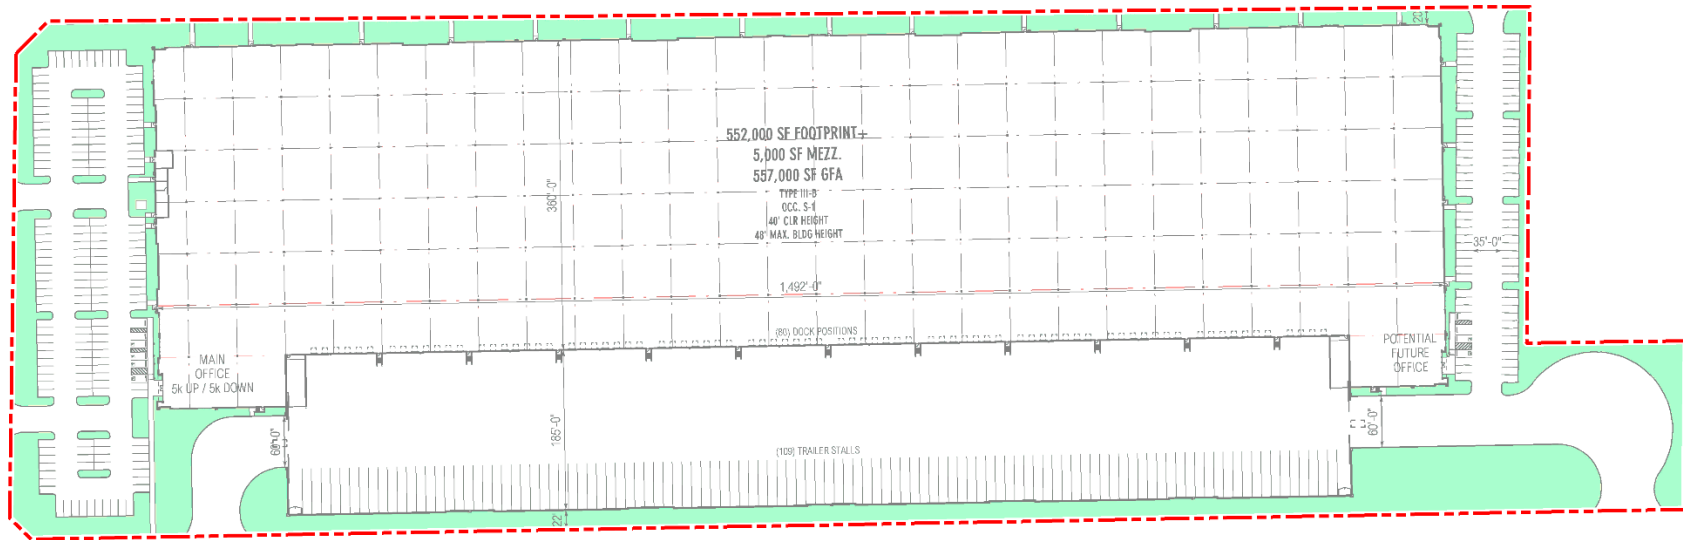 20'
552,000 SF FOOTPRINT+
5,000 SF MEZZ.
557,000 SF GFA
TYPE III-B
OCC. S-1
40' CLR HEIGHT
48' MAX. BLDG HEIGHT
360'-0"
35'-0"
1,492'-0"
(80) DOCK POSITIONS
MAIN
OFFICE
5k UP / 5k DOWN
POTENTIAL
FUTURE
OFFICE
60'-0"
185'-0"
60'-0"
(109) TRAILER STALLS
22'